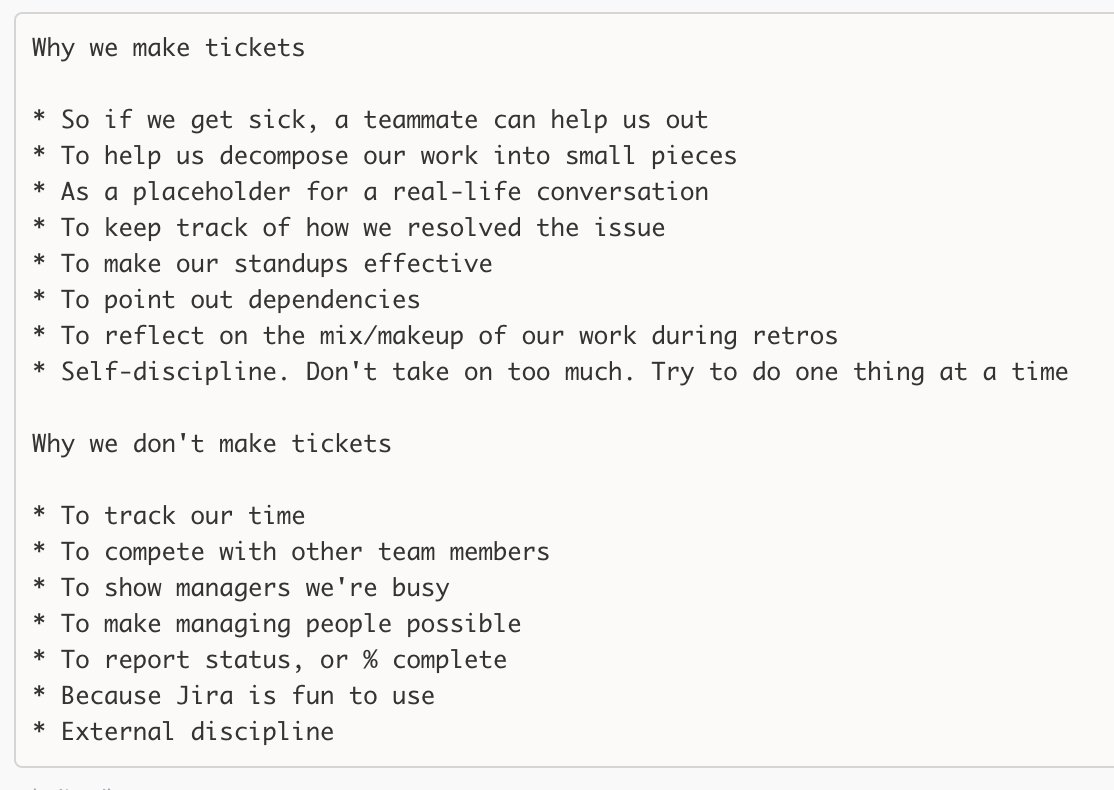 Why we make tickets
* So if we get sick, a teammate can help us out
* To help us decompose our work into small pieces
* As a placeholder for a real-life conversation
* To keep track of how we resolved the issue
* To make our standups effective
* To point out dependencies
* To reflect on the mix/makeup of our work during retros
* Self-discipline. Don't take on too much. Try to do one thing at a time
Why we don't make tickets
* To track our time
* To compete with other team members
* To show managers we're busy
* To make managing people possible
* To report status, or % complete
* Because Jira is fun to use
* External discipline